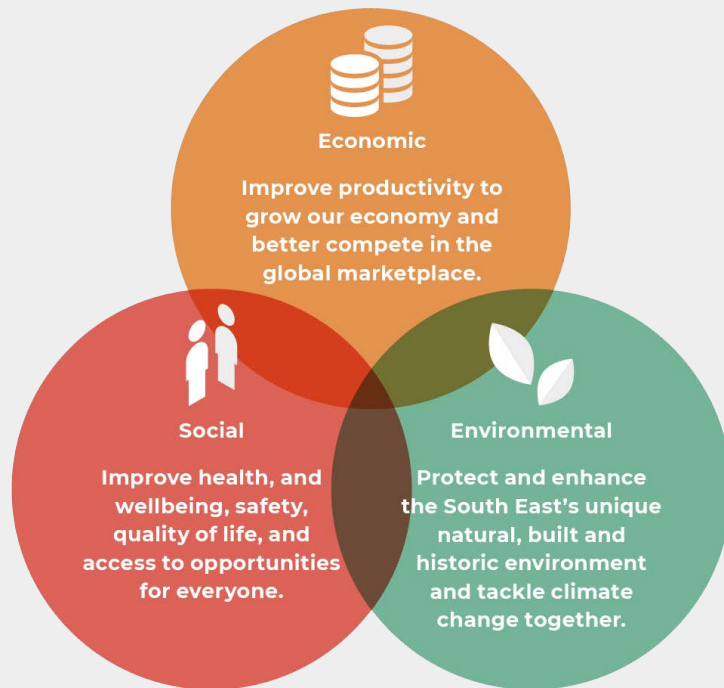 Economic
Improve productivity to
grow our economy and
better compete in the
global marketplace.
Social
Improve health, and
wellbeing, safety,
quality of life, and
access to opportunities
for everyone.
Environmental
Protect and enhance
the South East’s unique
natural, built and
historic environment
and tackle climate
change together.